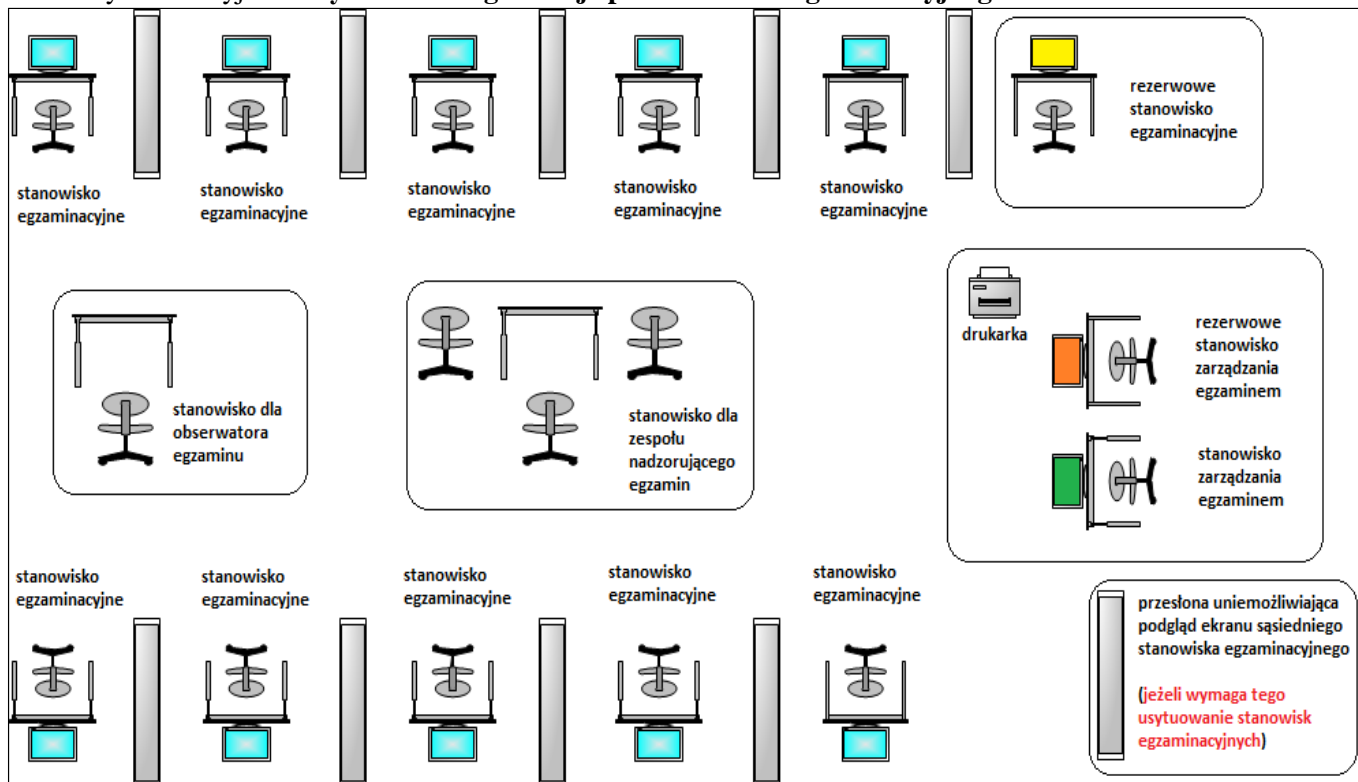 stanowisko
egzaminacyjne
stanowisko
egzaminacyjne
stanowisko
egzaminacyjne
stanowisko
egzaminacyjne
stanowisko
egzaminacyjne
rezerwowe
stanowisko
egzaminacyjne
stanowisko dla
obserwatora
egzaminu
stanowisko dla
zespołu
nadzorującego
egzamin
drukarka
rezerwowe
stanowisko
zarządzania
egzaminem
stanowisko
zarządzania
egzaminem
stanowisko
egzaminacyjne
stanowisko
egzaminacyjne
stanowisko
egzaminacyjne
stanowisko
egzaminacyjne
stanowisko
egzaminacyjne
przesłona uniemożliwiająca
podgląd ekranu sąsiedniego
stanowiska egzaminacyjnego
(jeżeli wymaga tego
usytuowanie stanowisk
egzaminacyjnych)